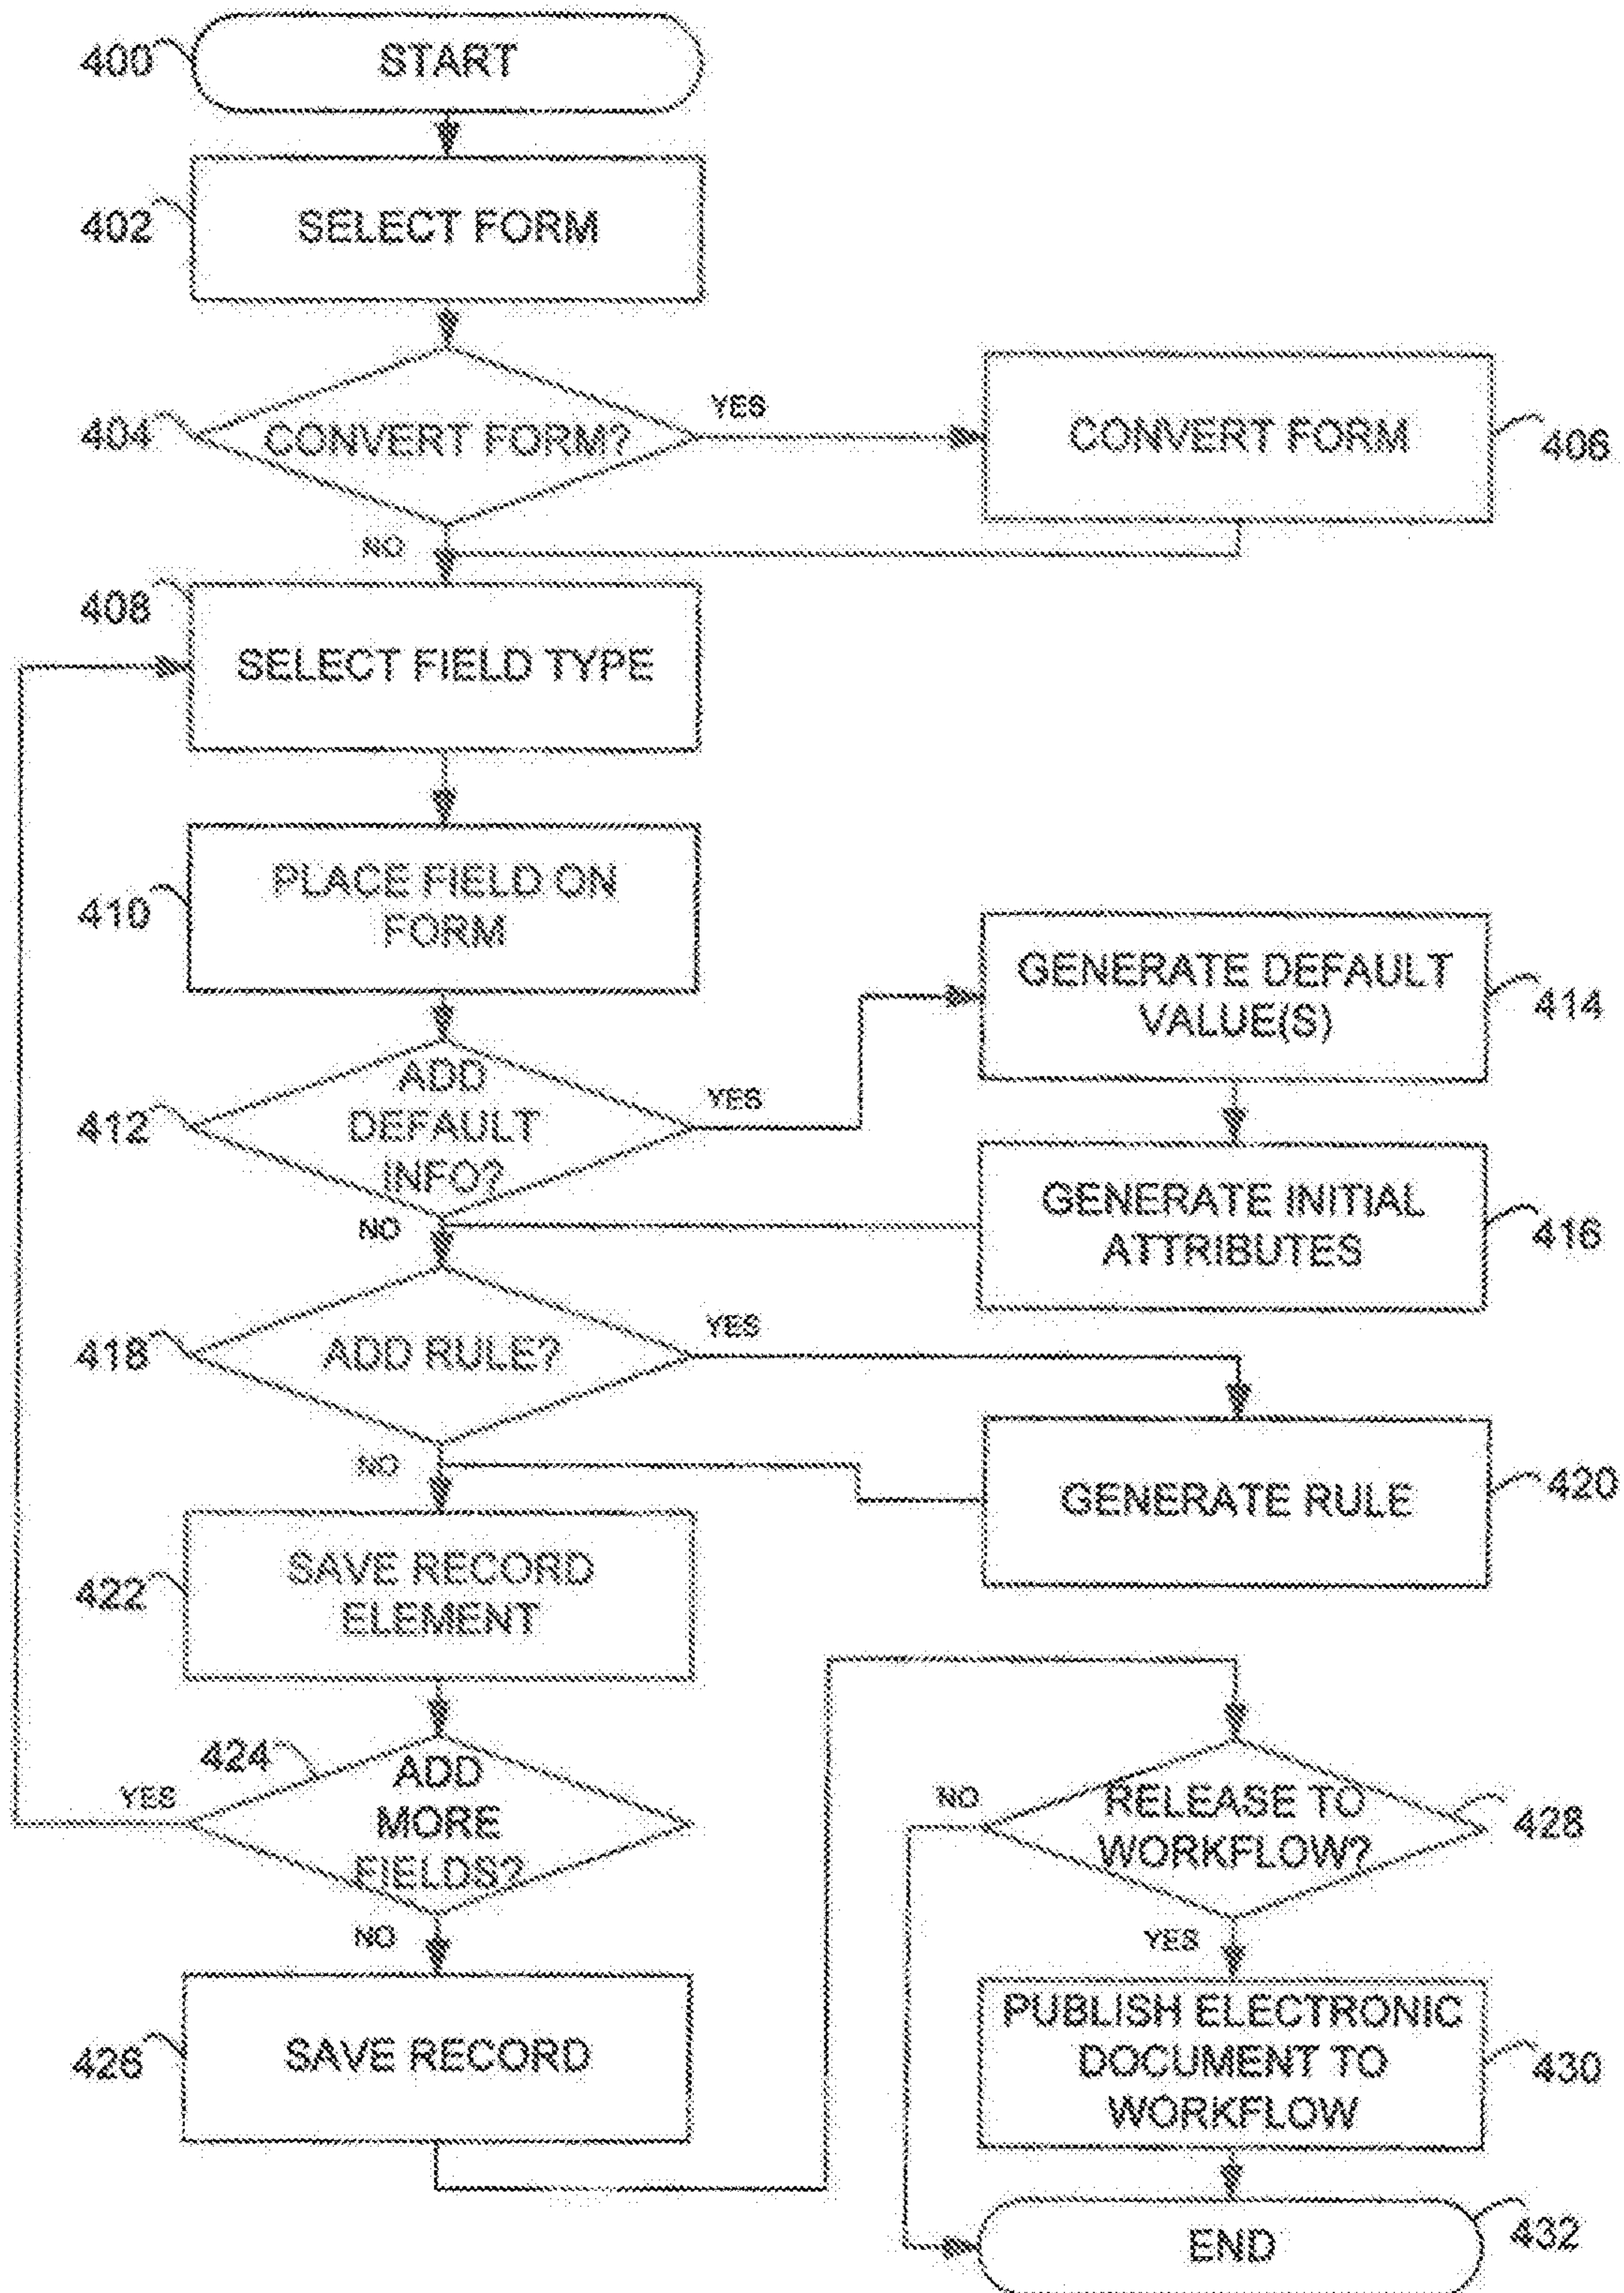 400
START
402
SELECT FORM
404
CONVERT FORM?
YES
CONVERT FORM
406
NO
408
SELECT FIELD TYPE
410
PLACE FIELD ON
FORM
412
ADD
DEFAULT
INFO?
YES
GENERATE DEFAULT
VALUE(S)
414
GENERATE INITIAL
ATTRIBUTES
416
NO
418
ADD RULE?
YES
GENERATE RULE
420
NO
422
SAVE RECORD
ELEMENT
424
ADD
MORE
FIELDS?
YES
NO
426
SAVE RECORD
RELEASE TO
WORKFLOW?
428
NO
YES
PUBLISH ELECTRONIC
DOCUMENT TO
WORKFLOW
430
END
432